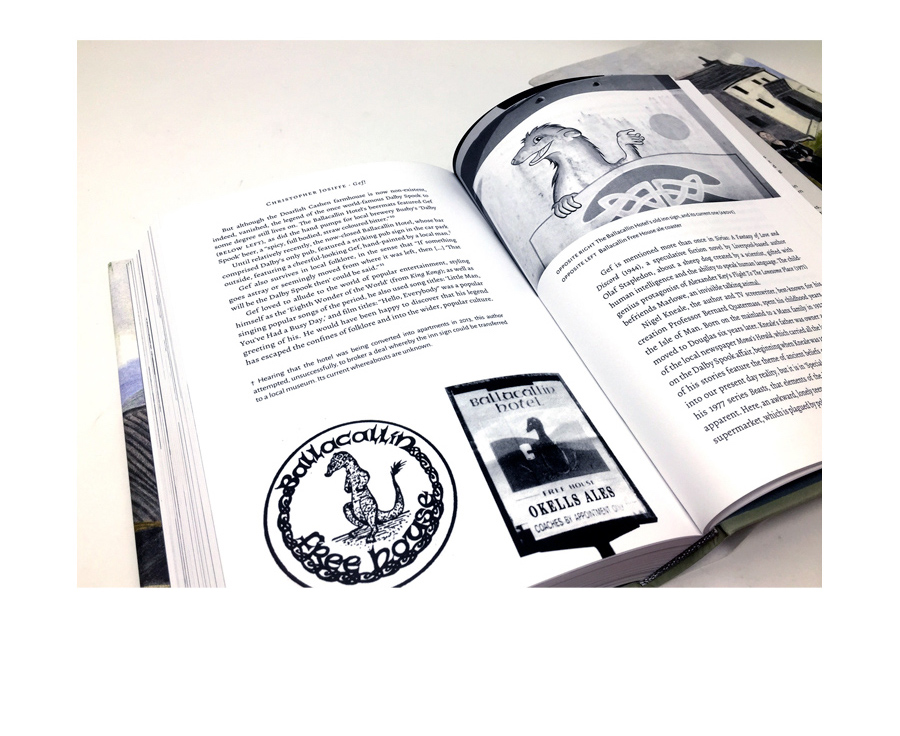 CHRISTOPHER JOSIFFE · Gef!
But although the Doarlish Cashen farmhouse is now non-existent,
indeed, vanished, the legend of the once world-famous Dalby Spook to
some degree still lives on. The Ballacallin Hotel's beermats featured Gef
(BELOW LEFT), as did the hand pumps for local brewery Bushy's 'Dalby
Spook' beer, a "spicy, full bodied, straw coloured bitter."
Until relatively recently, the now-closed Ballacallin Hotel, whose bar
comprised Dalby's only pub, featured a striking pub sign in the car park
outside, featuring a cheerful-looking Gef, hand-painted by a local man.†
Gef also survives in local folklore, in the sense that "If something
goes astray or seemingly moved from where it was left, then [...] 'That
will be the Dalby Spook then' could be said."
Gef loved to allude to the world of popular entertainment, styling
himself as the 'Eighth Wonder of the World' (from King Kong); as well as
singing popular songs of the period, he also used song titles: 'Little Man,
You've Had a Busy Day,' and film titles: "Hello, Everybody" was a popular
greeting of his. He would have been happy to discover that his legend
has escaped the confines of folklore and into the wider, popular culture.
† Hearing that the hotel was being converted into apartments in 2013, this author
attempted, unsuccessfully, to broker a deal whereby the inn sign could be transferred
to a local museum. Its current whereabouts are unknown.
Ballacallin
free house
Ballacallin
hotel
FREE HOUSE
OKELLS ALES
COACHES BY APPOINTMENT ONLY
OPPOSITE RIGHT The Ballacallin Hotel's old inn sign, and its current one
OPPOSITE LEFT Ballacallin Free House die coaster
Gef is mentioned more than once in Sirius: A Fantasy of Love and
Discord (1944), a speculative fiction novel by Liverpool-based author
Olaf Stapledon, about a sheep dog created by a scientist, gifted with
human intelligence and the ability to speak human language. The child-
genius protagonist of Alexander Key's Flight To The Lonesome Place (1971)
befriends Marlowe, an invisible talking animal.
Nigel Kneale, the author and TV screenwriter, best-known for his
creation Professor Bernard Quatermass, spent his childhood years
the Isle of Man. Born on the mainland to a Manx family in
moved to Douglas six years later. Kneale's father was owner
of the local newspaper Mona's Herald, which carried all the
on the Dalby Spook affair, beginning when Kneale was
of his stories feature the theme of ancient beliefs
into our present day reality, but it is in 'Special
his 1977 series Beasts, that elements of the
apparent. Here, an awkward, lonely teen
supermarket, which is plagued by